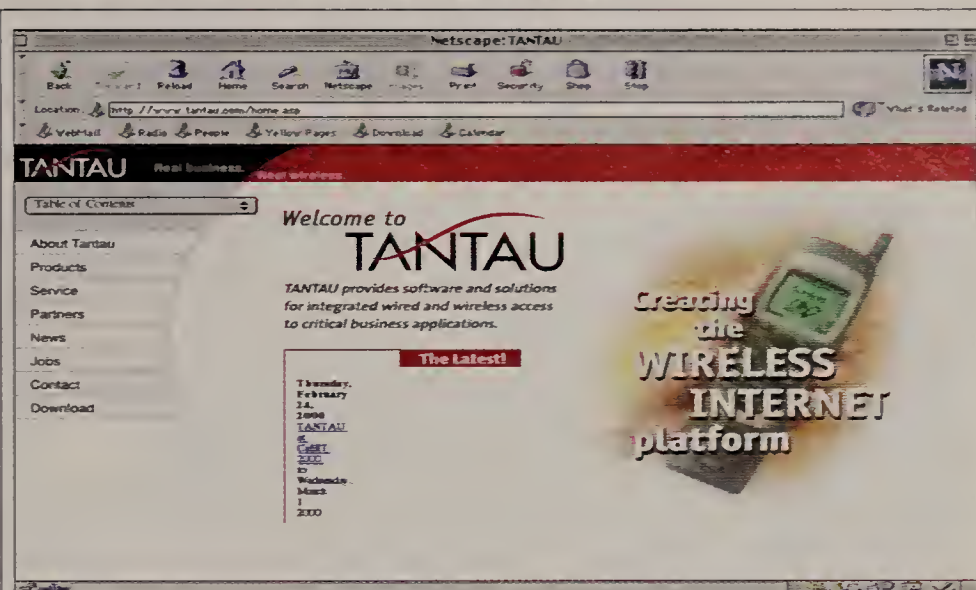 Netscape: TANTAU
Back Reload Home Search Netscape Images Print Security Shop Stop
Location: http://www.tantau.com/home.asp What's Related
WebMail Radio People Yellow Pages Download Calendar
TANTAU Real business. Real wireless.
Table of Contents
About Tantau
Products
Service
Partners
News
Jobs
Contact
Download
Welcome to
TANTAU
TANTAU provides software and solutions
for integrated wired and wireless access
to critical business applications.
The Latest!
Thursday,
February
24,
2000
TANTAU
at
CeBIT
2000
to
Wednesday,
March
1
2000
Creating
the
WIRELESS
INTERNET
platform